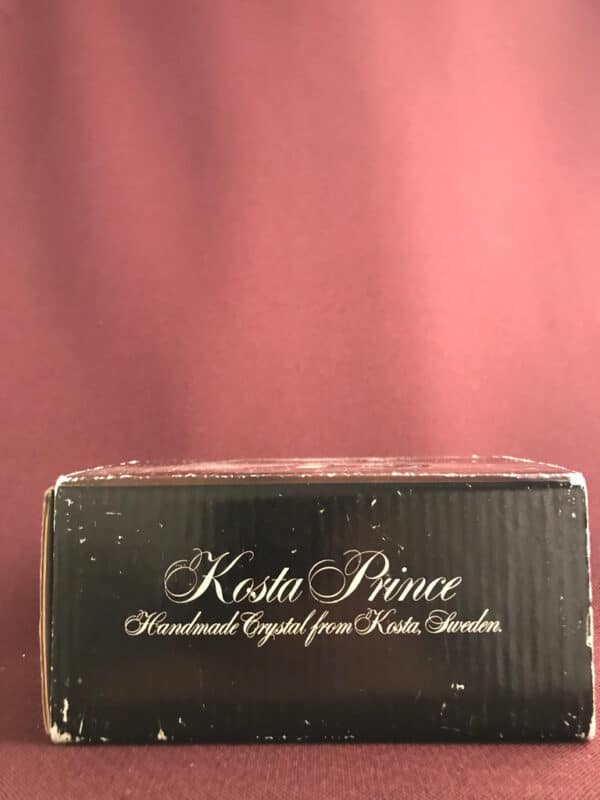 Kosta Prince
Handmade Crystal from Kosta, Sweden.